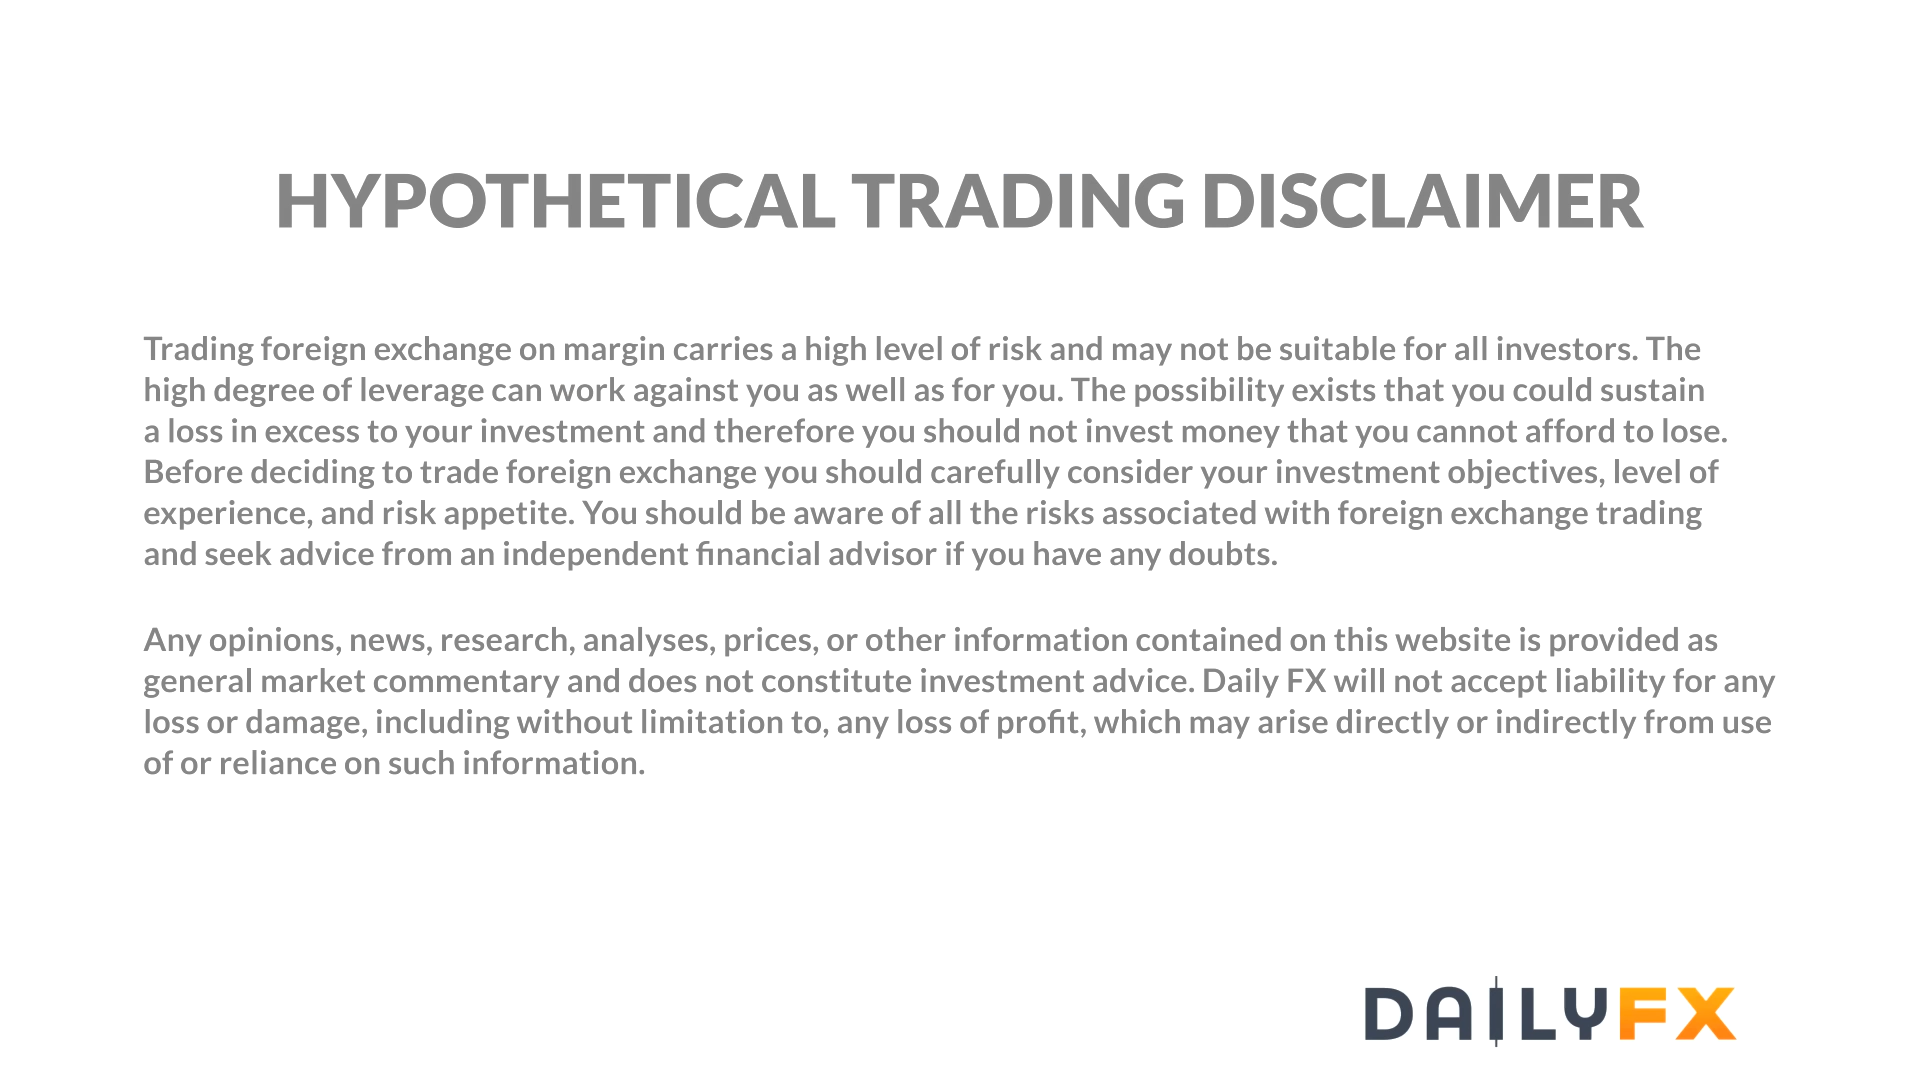 HYPOTHETICAL TRADING DISCLAIMER
Trading foreign exchange on margin carries a high level of risk and may not be suitable for all investors. The
high degree of leverage can work against you as well as for you. The possibility exists that you could sustain
a loss in excess to your investment and therefore you should not invest money that you cannot afford to lose.
Before deciding to trade foreign exchange you should carefully consider your investment objectives, level of
experience, and risk appetite. You should be aware of all the risks associated with foreign exchange trading
and seek advice from an independent financial advisor if you have any doubts.
Any opinions, news, research, analyses, prices, or other information contained on this website is provided as
general market commentary and does not constitute investment advice. Daily FX will not accept liability for any
loss or damage, including without limitation to, any loss of profit, which may arise directly or indirectly from use
of or reliance on such information.
DAILYFX